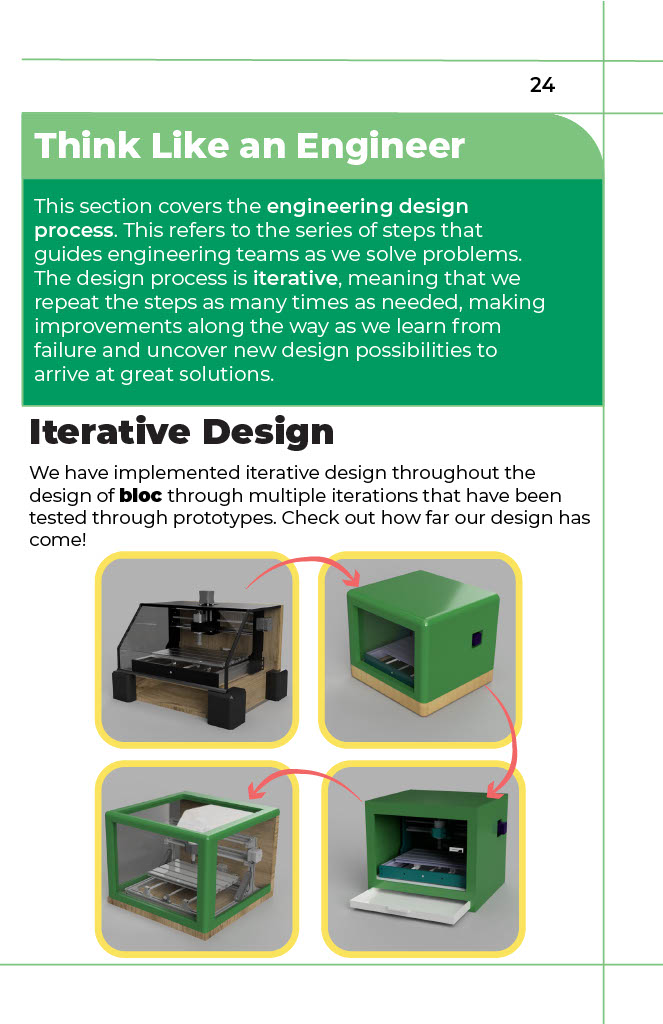 24
Think Like an Engineer
This section covers the engineering design
process. This refers to the series of steps that
guides engineering teams as we solve problems.
The design process is iterative, meaning that we
repeat the steps as many times as needed, making
improvements along the way as we learn from
failure and uncover new design possibilities to
arrive at great solutions.
Iterative Design
We have implemented iterative design throughout the
design of bloc through multiple iterations that have been
tested through prototypes. Check out how far our design has
come!